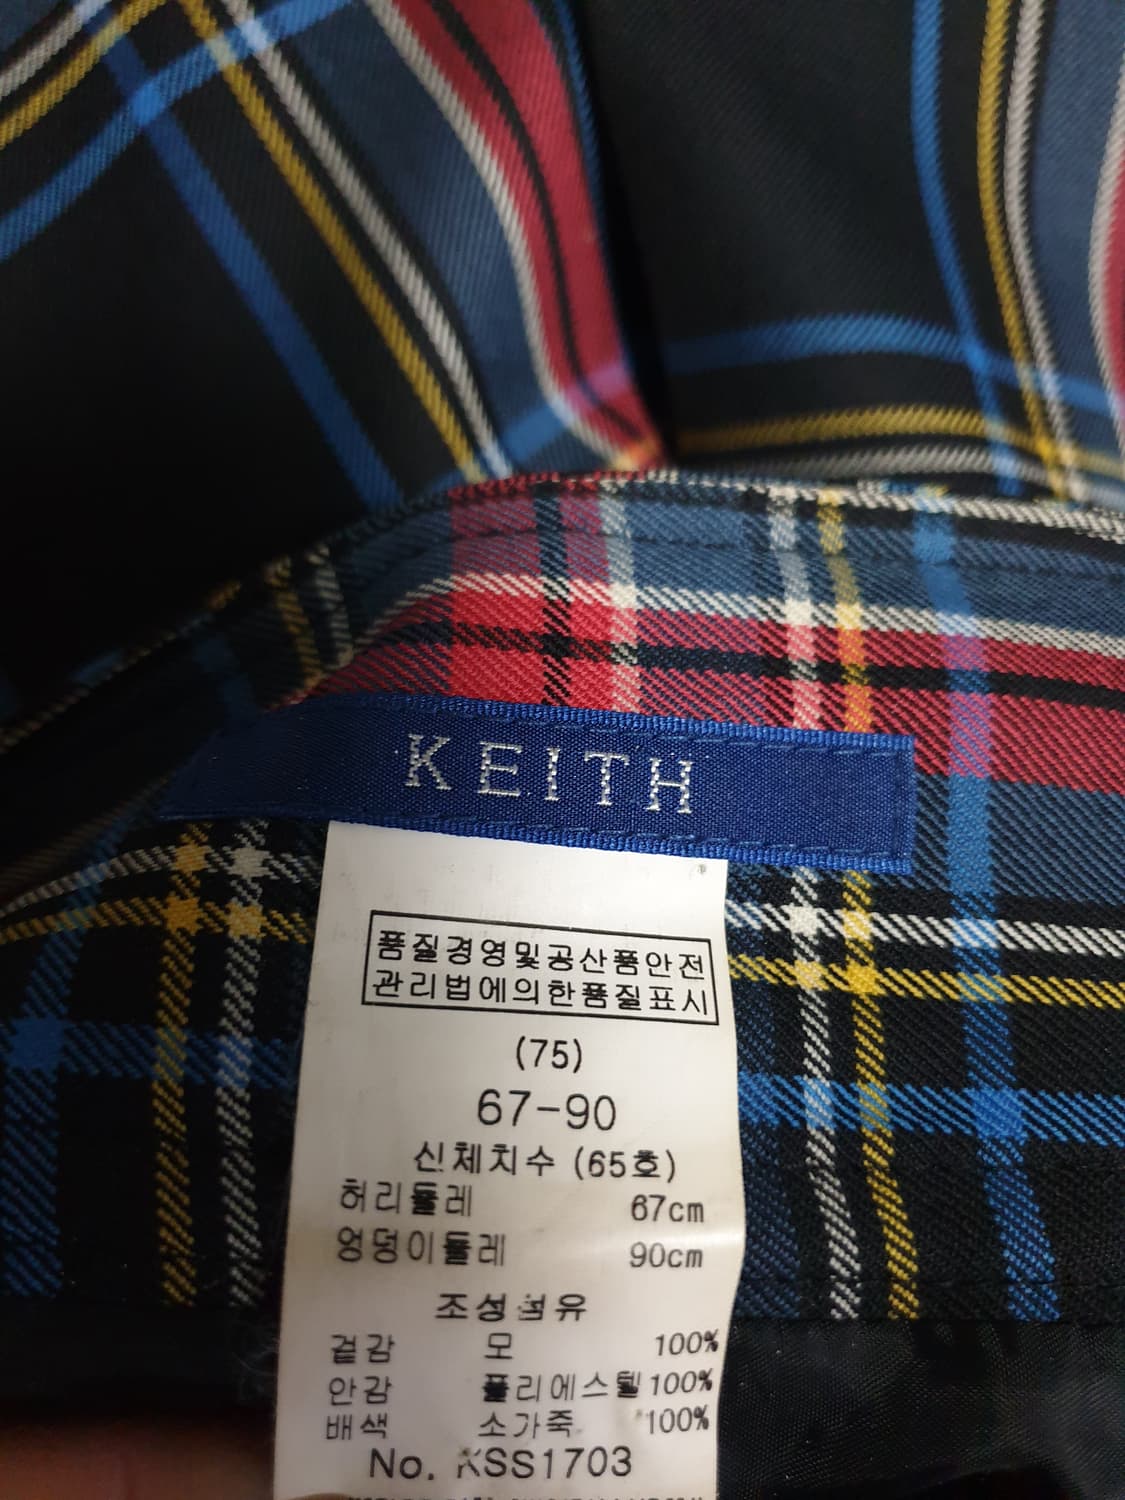 KEITH
품질경영및공산품안전
관리법에의한품질표시
(75)
67-90
신체치수 (65호)
허리둘레 67cm
엉덩이둘레 90cm
조성섬유
겉감 모 100%
안감 폴리에스텔 100%
배색 소가죽 100%
No. KSS1703